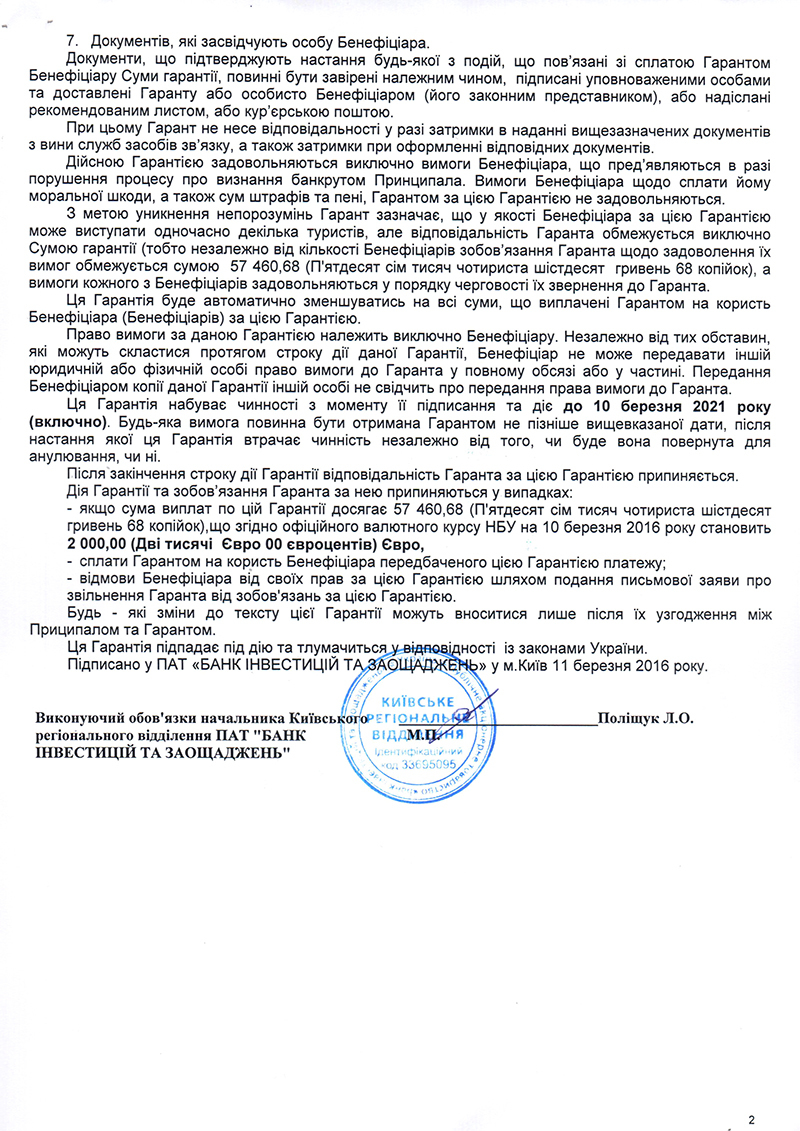 7. Документів, які засвідчують особу Бенефіціара.
Документи, що підтверджують настання будь-якої з подій, що пов’язані зі сплатою Гарантом
Бенефіціару Суми гарантії, повинні бути завірені належним чином, підписані уповноваженими особами
та доставлені Гаранту або особисто Бенефіціаром (його законним представником), або надіслані
рекомендованим листом, або кур’єрською поштою.
При цьому Гарант не несе відповідальності у разі затримки в наданні вищезазначених документів
з вини служб засобів зв’язку, а також затримки при оформленні відповідних документів.
Дійсною Гарантією задовольняються виключно вимоги Бенефіціара, що пред’являються в разі
порушення процесу про визнання банкрутом Принципала. Вимоги Бенефіціара щодо сплати йому
моральної шкоди, а також сум штрафів та пені, Гарантом за цією Гарантією не задовольняються.
З метою уникнення непорозумінь Гарант зазначає, що у якості Бенефіціара за цією Гарантією
може виступати одночасно декілька туристів, але відповідальність Гаранта обмежується виключно
Сумою гарантії (тобто незалежно від кількості Бенефіціарів зобов’язання Гаранта щодо задоволення їх
вимог обмежується сумою 57 460,68 (П'ятдесят сім тисяч чотириста шістдесят гривень 68 копійок), а
вимоги кожного з Бенефіціарів задовольняються у порядку черговості їх звернення до Гаранта.
Ця Гарантія буде автоматично зменшуватись на всі суми, що виплачені Гарантом на користь
Бенефіціара (Бенефіціарів) за цією Гарантією.
Право вимоги за даною Гарантією належить виключно Бенефіціару. Незалежно від тих обставин,
які можуть скластися протягом строку дії даної Гарантії, Бенефіціар не може передавати іншій
юридичній або фізичній особі право вимоги до Гаранта у повному обсязі або у частині. Передання
Бенефіціаром копії даної Гарантії іншій особі не свідчить про передання права вимоги до Гаранта.
Ця Гарантія набуває чинності з моменту її підписання та діє до 10 березня 2021 року
(включно). Будь-яка вимога повинна бути отримана Гарантом не пізніше вищевказаної дати, після
настання якої ця Гарантія втрачає чинність незалежно від того, чи буде вона повернута для
анулювання, чи ні.
Після закінчення строку дії Гарантії відповідальність Гаранта за цією Гарантією припиняється.
Дія Гарантії та зобов’язання Гаранта за нею припиняються у випадках:
- якщо сума виплат по цій Гарантії досягає 57 460,68 (П'ятдесят сім тисяч чотириста шістдесят
гривень 68 копійок),що згідно офіційного валютного курсу НБУ на 10 березня 2016 року становить
2 000,00 (Дві тисячі Євро 00 євроцентів) Євро,
- сплати Гарантом на користь Бенефіціара передбаченого цією Гарантією платежу;
- відмови Бенефіціара від своїх прав за цією Гарантією шляхом подання письмової заяви про
звільнення Гаранта від зобов'язань за цією Гарантією.
Будь - які зміни до тексту цієї Гарантії можуть вноситися лише після їх узгодження між
Приципалом та Гарантом.
Ця Гарантія підпадає під дію та тлумачиться у відповідності із законами України.
Підписано у ПАТ «БАНК ІНВЕСТИЦІЙ ТА ЗАОЩАДЖЕНЬ» у м.Київ 11 березня 2016 року.
Виконуючий обов'язки начальника Київського Поліщук Л.О.
регіонального відділення ПАТ "БАНК М.П.
ІНВЕСТИЦІЙ ТА ЗАОЩАДЖЕНЬ"
КИЇВСЬКЕ
РЕГІОНАЛЬНЕ
ВІДДІЛЕННЯ
Ідентифікаційний
код 33695095
2